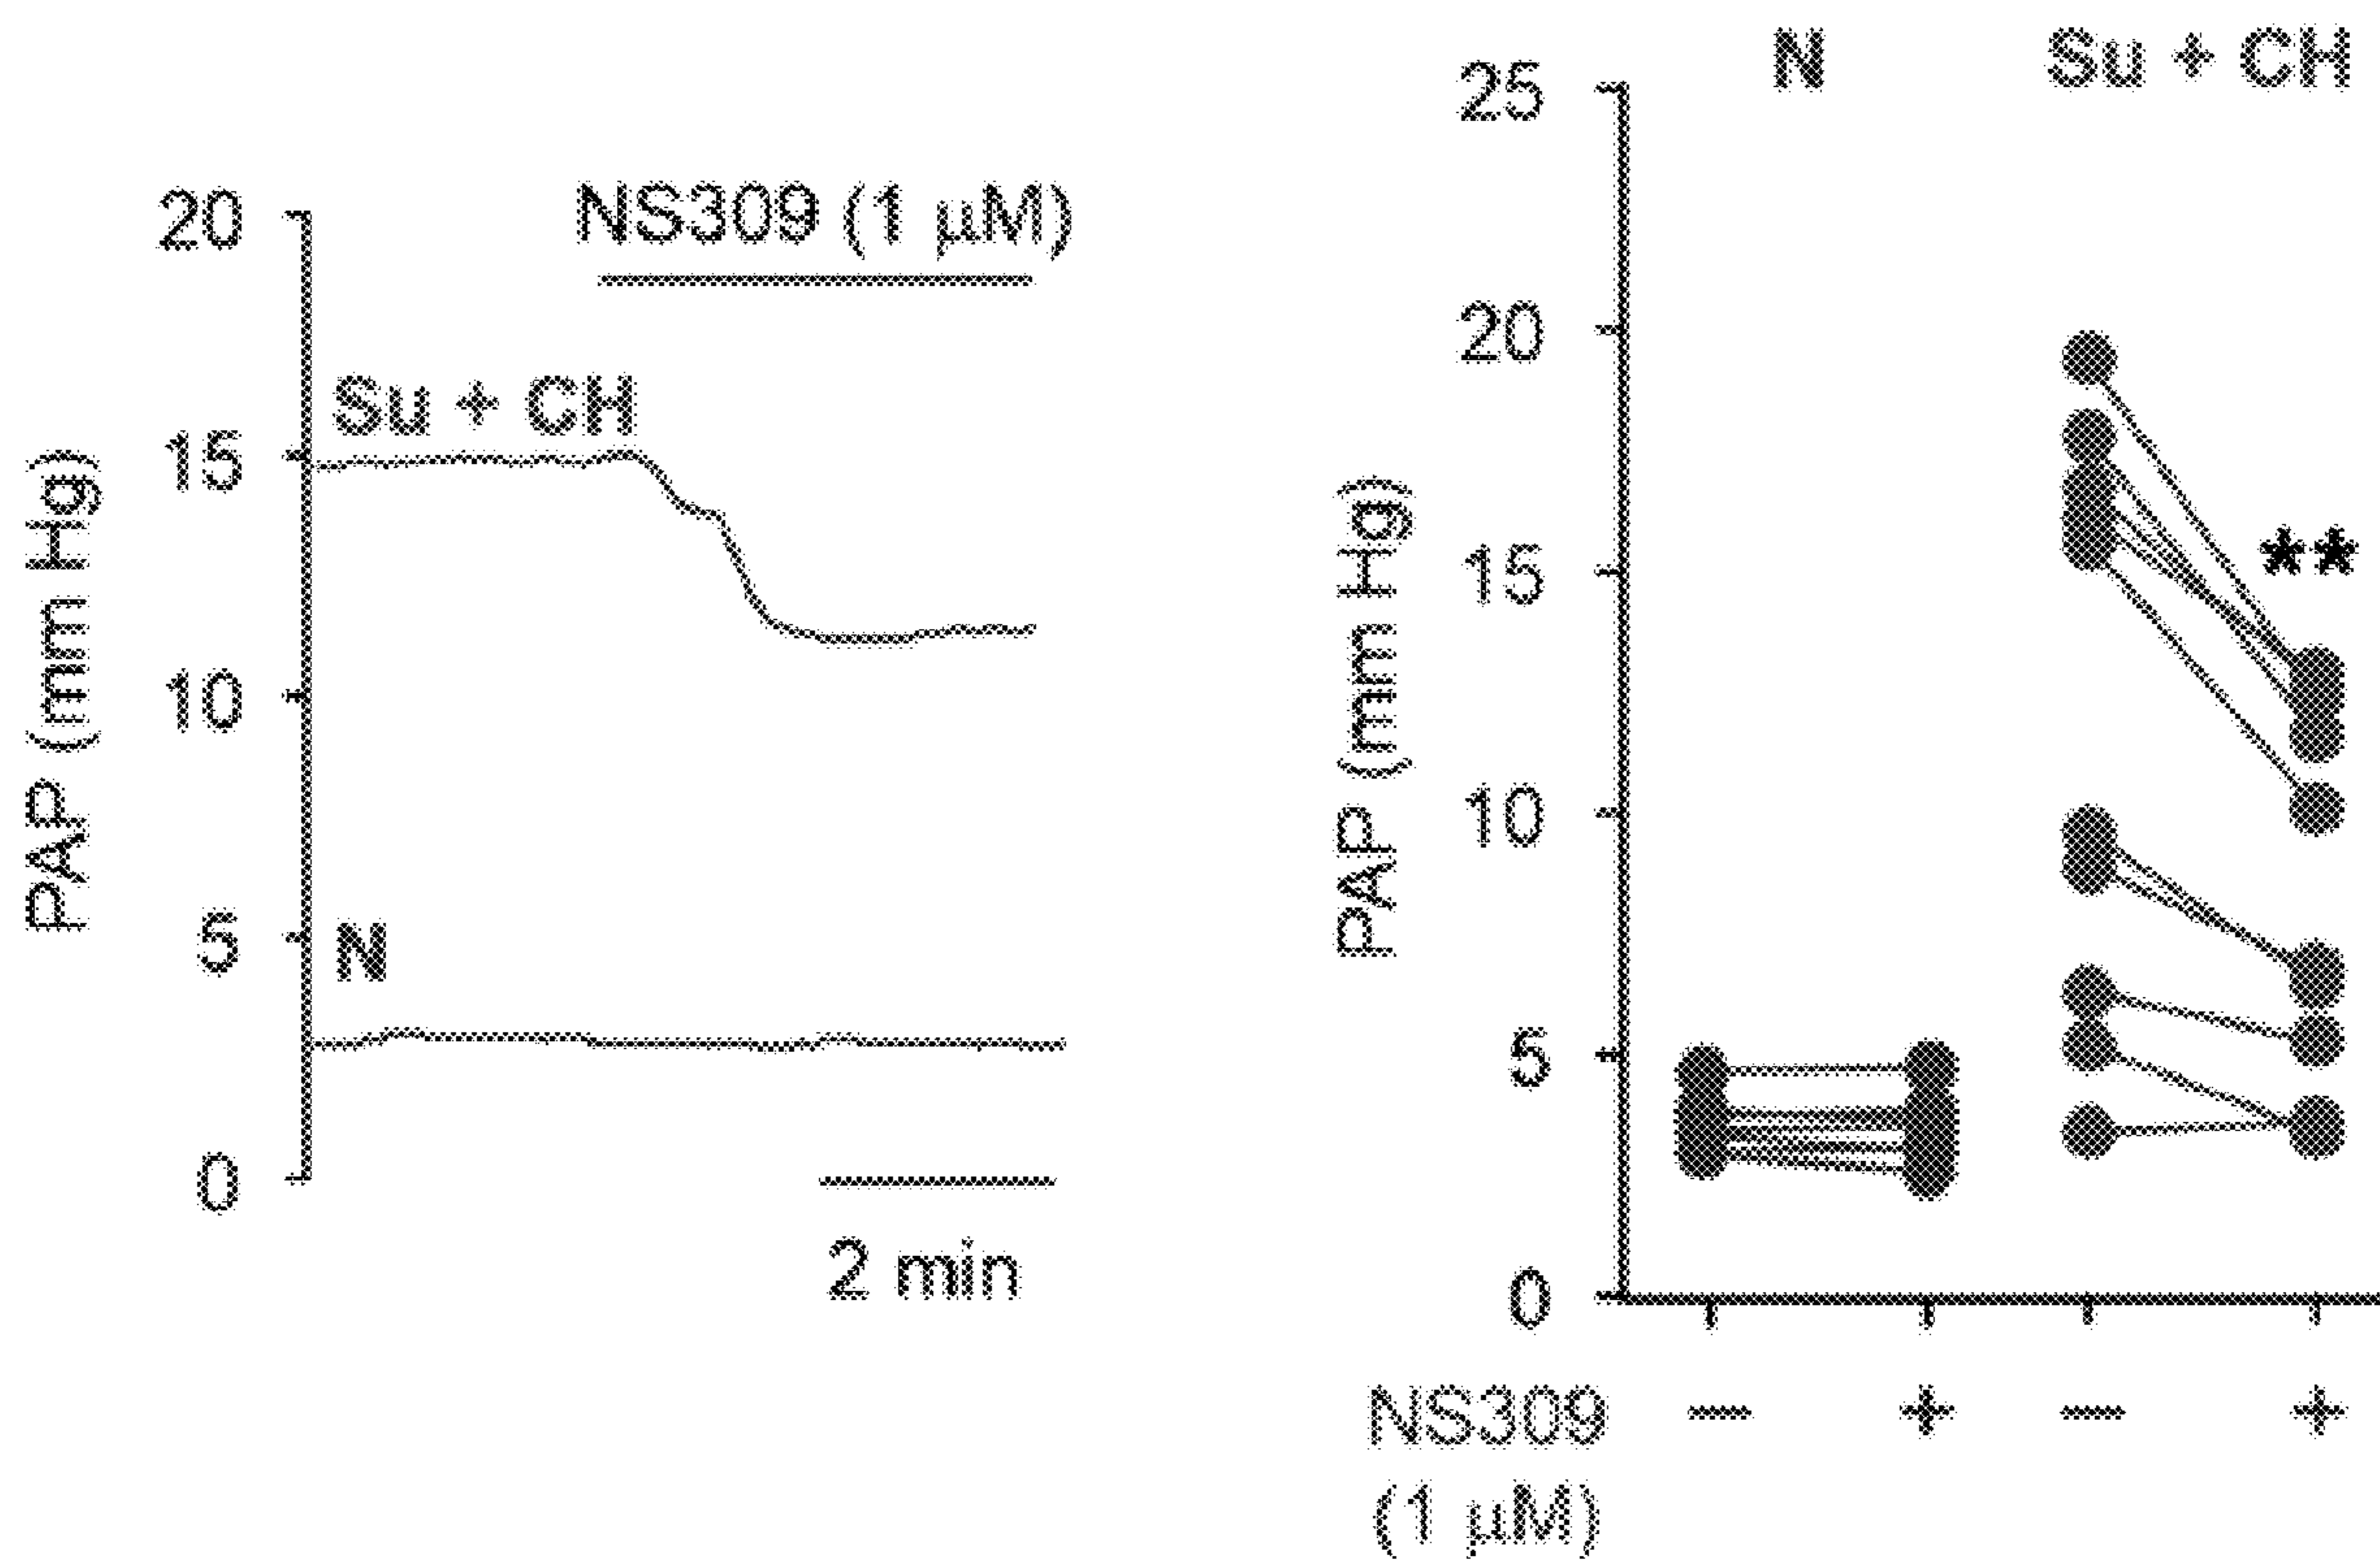 NS309 (1 µM)
20
Su + CH
15
10
5
N
0
PAP (mm Hg)
2 min
N
Su + CH
25
20
15
10
5
0
PAP (mm Hg)
**
NS309 − + − +
(1 µM)